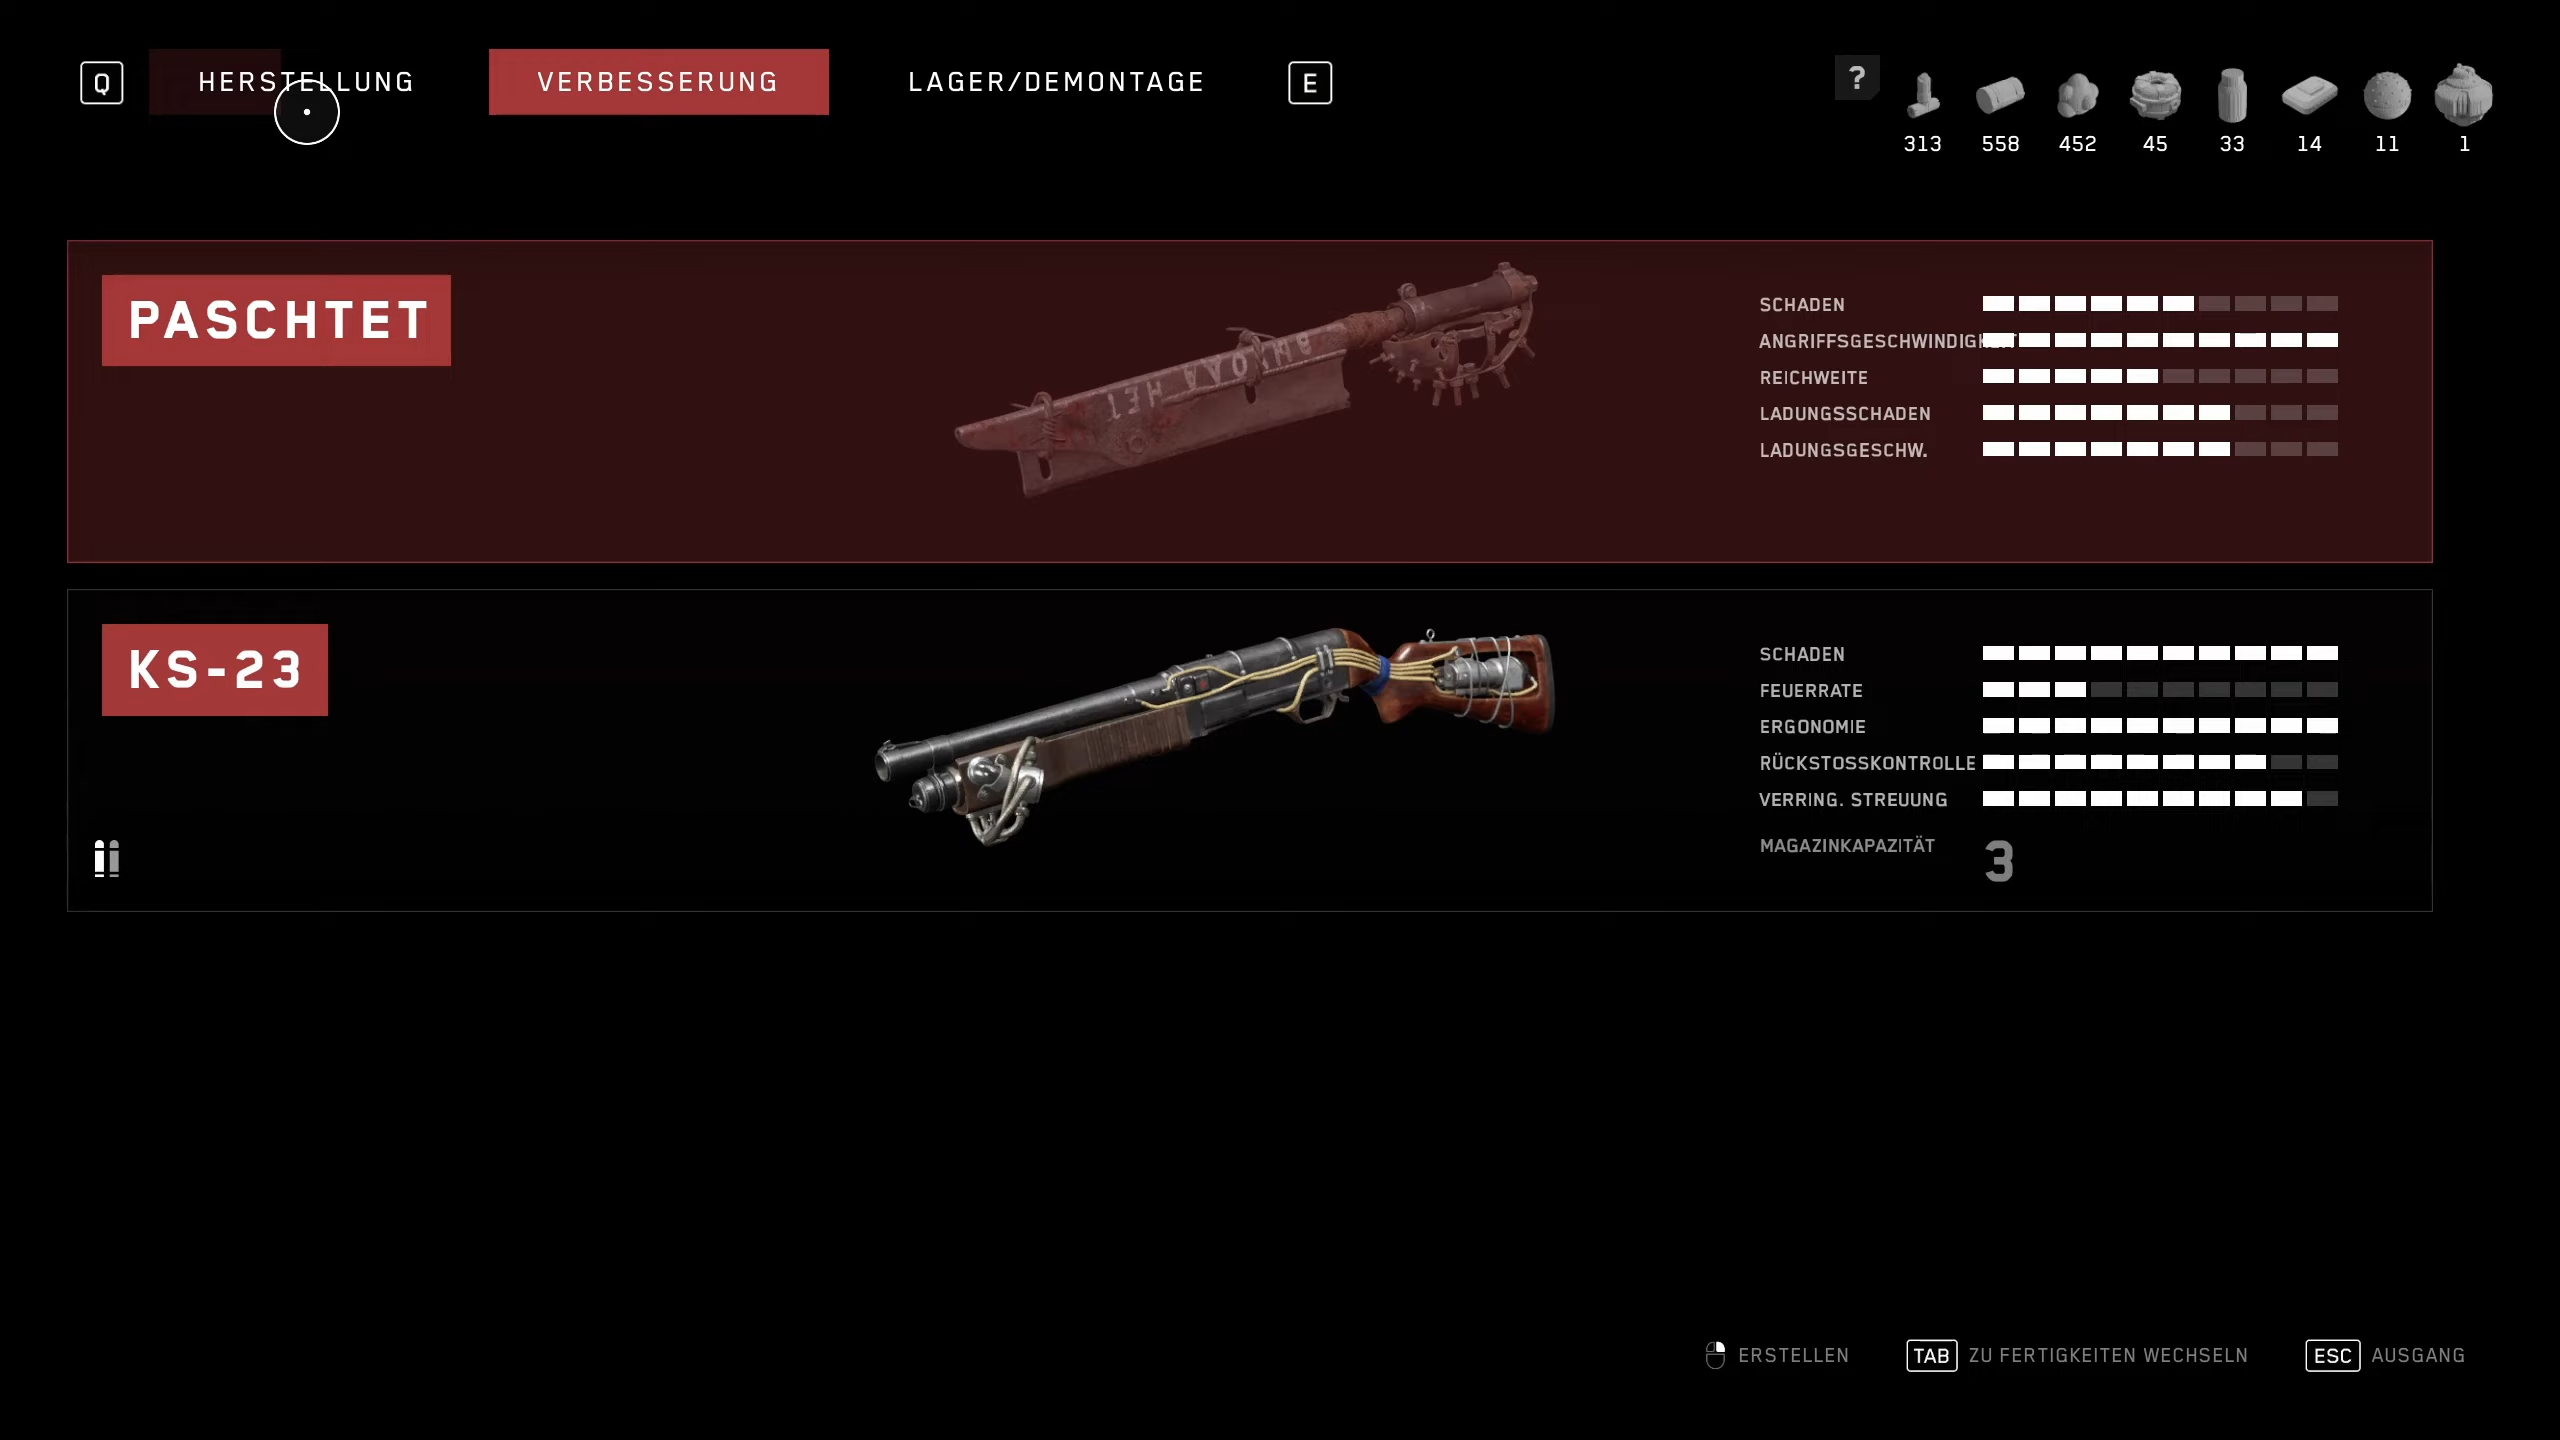 Q HERSTELLUNG VERBESSERUNG LAGER/DEMONTAGE E
?
313 558 452 45 33 14 11 1
PASCHTET
SCHADEN
ANGRIFFSGESCHWINDIGKEIT
REICHWEITE
LADUNGSSCHADEN
LADUNGSGESCHW.
KS-23
SCHADEN
FEUERRATE
ERGONOMIE
RÜCKSTOSSKONTROLLE
VERRING. STREUUNG
MAGAZINKAPAZITÄT 3
ERSTELLEN TAB ZU FERTIGKEITEN WECHSELN ESC AUSGANG